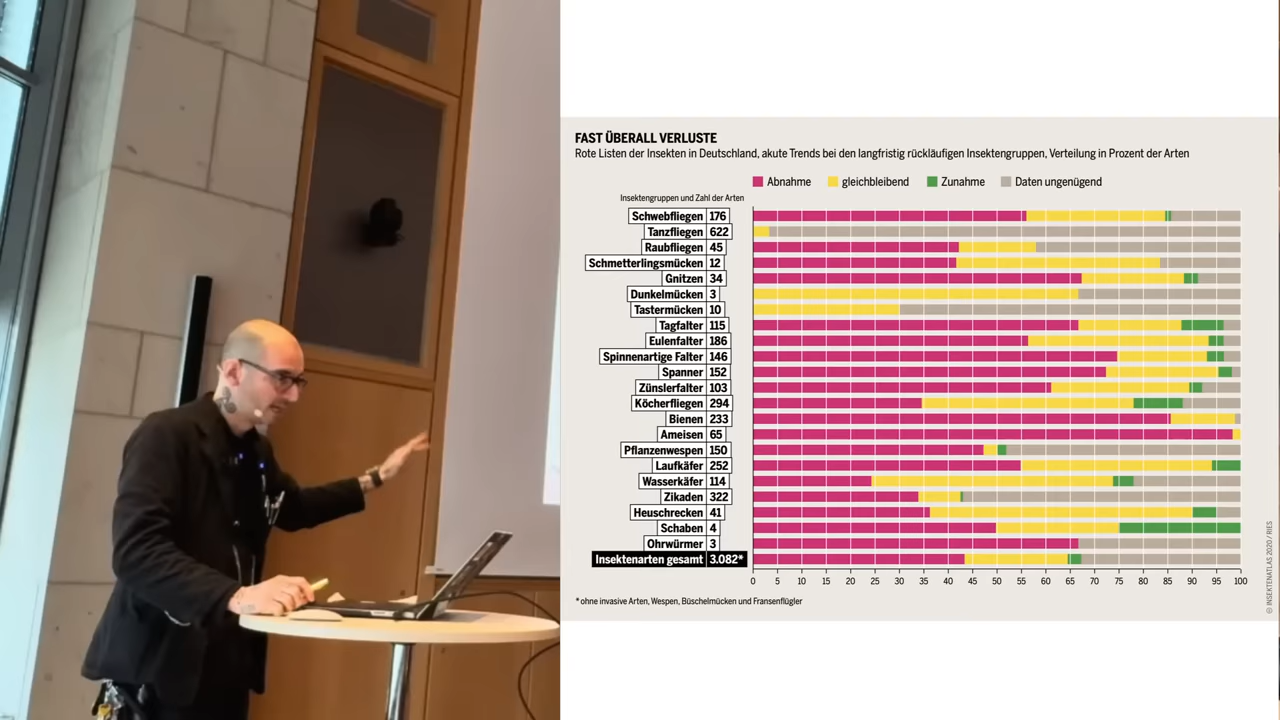 FAST ÜBERALL VERLUSTE
Rote Listen der Insekten in Deutschland, akute Trends bei den langfristig rückläufigen Insektengruppen, Verteilung in Prozent der Arten
Abnahme gleichbleibend Zunahme Daten ungenügend
Insektengruppen und Zahl der Arten
Schwebfliegen 176
Tanzfliegen 622
Raubfliegen 45
Schmetterlingsmücken 12
Gnitzen 34
Dunkelmücken 3
Tastermücken 10
Tagfalter 115
Eulenfalter 186
Spinnenartige Falter 146
Spanner 152
Zünslerfalter 103
Köcherfliegen 294
Bienen 233
Ameisen 65
Pflanzenwespen 150
Laufkäfer 252
Wasserkäfer 114
Zikaden 322
Heuschrecken 41
Schaben 4
Ohrwürmer 3
Insektenarten gesamt 3.082*
0 5 10 15 20 25 30 35 40 45 50 55 60 65 70 75 80 85 90 95 100
* ohne invasive Arten, Wespen, Büschelmücken und Fransenflügler
© INSEKTENATLAS 2020 / RIES